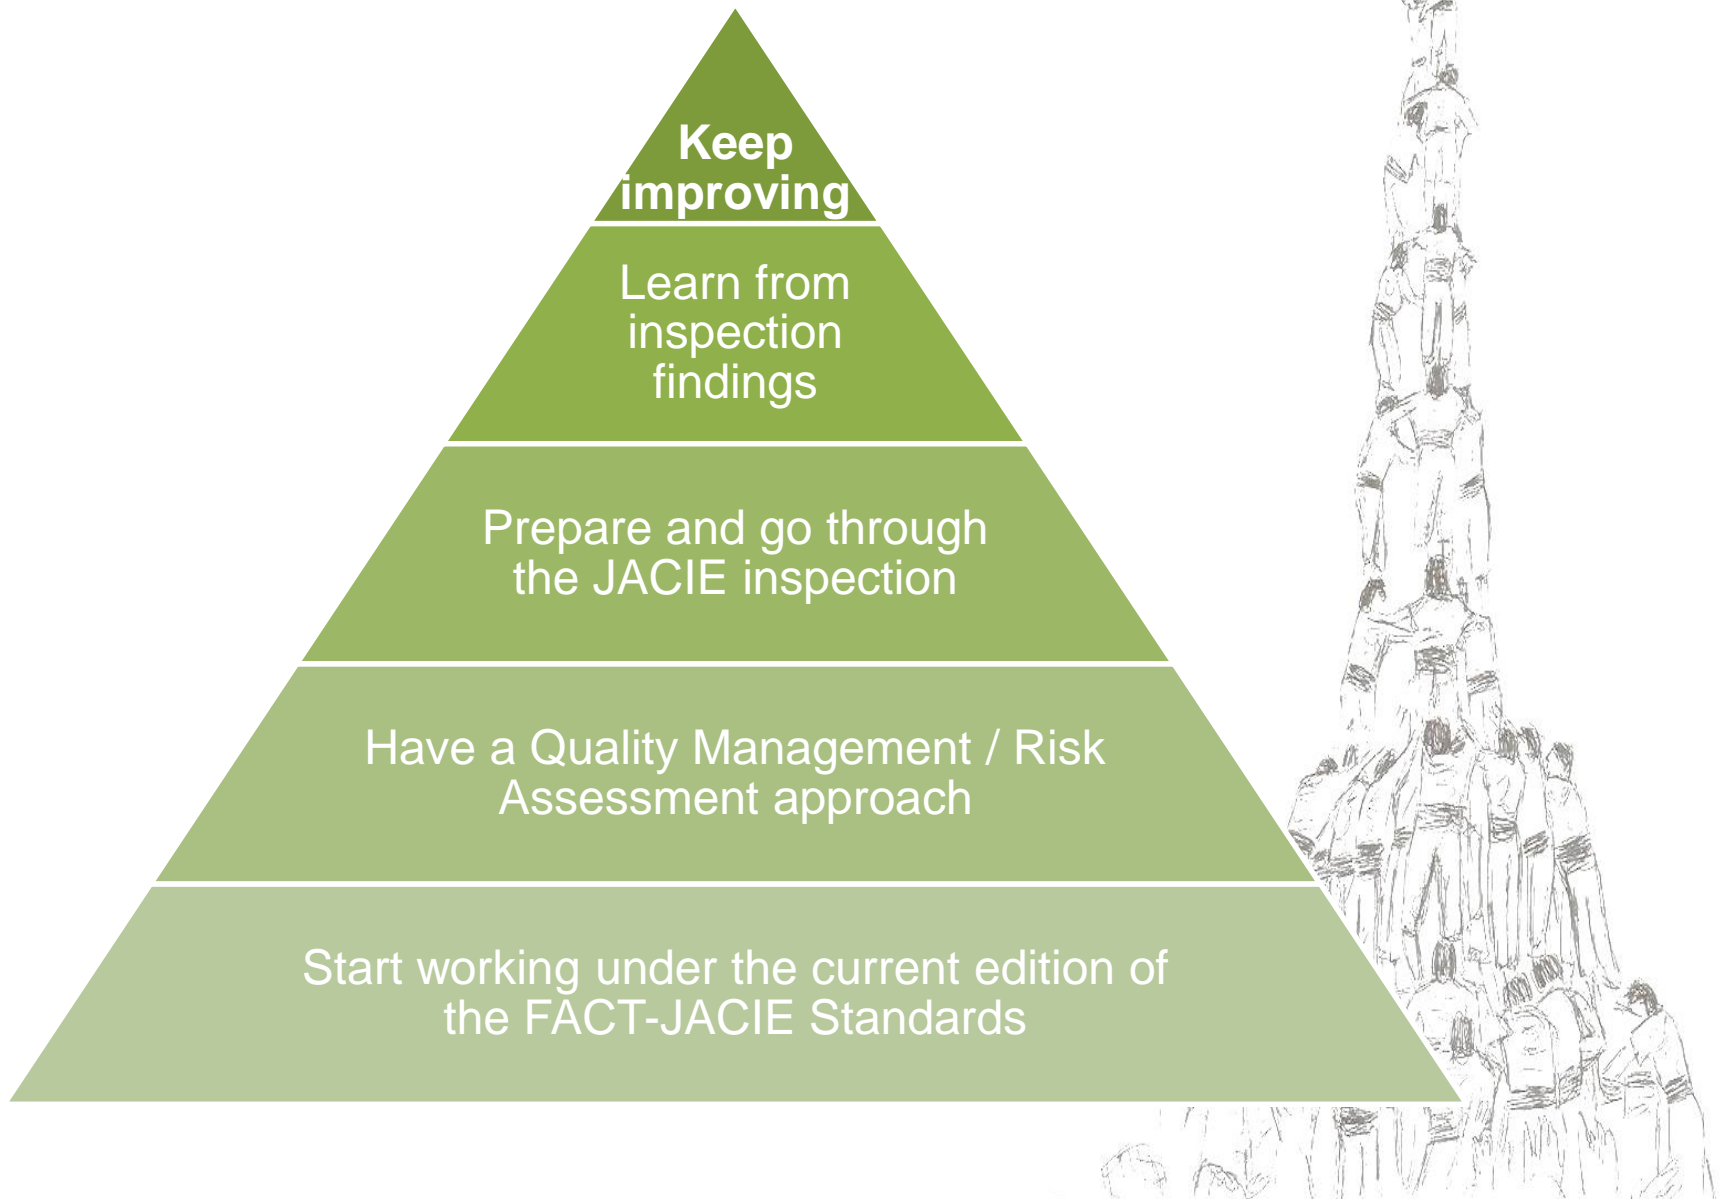 Keep
improving
Learn from
inspection
findings
Prepare and go through
the JACIE inspection
Have a Quality Management / Risk
Assessment approach
Start working under the current edition of
the FACT-JACIE Standards